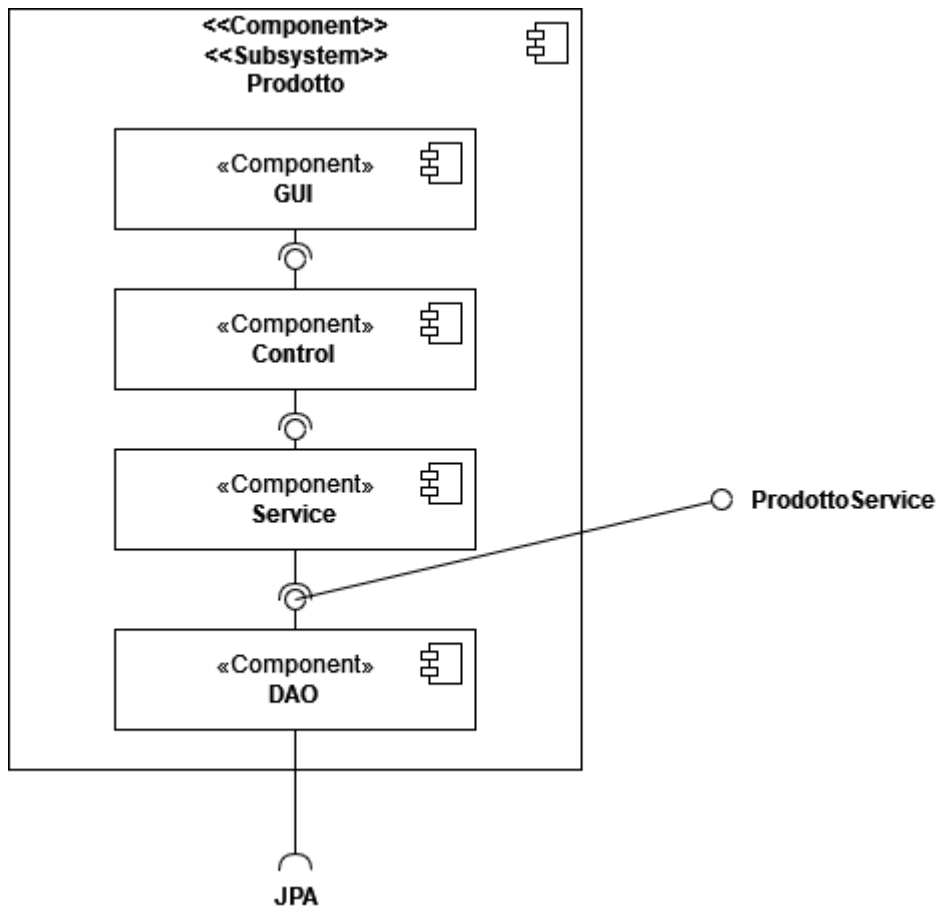 <<Component>>
<<Subsystem>>
Prodotto
«Component»
GUI
«Component»
Control
«Component»
Service
ProdottoService
«Component»
DAO
JPA